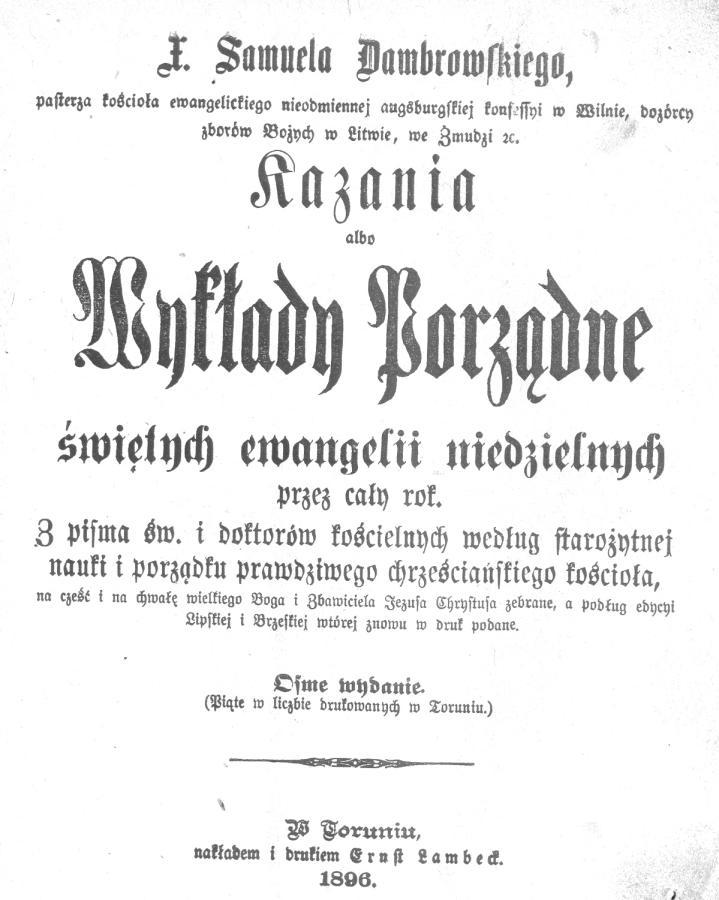 X. Samuela Dambrowskiego,
pasterza kościoła ewangelickiego nieodmiennej augsburgskiej konfessyi w Wilnie, dozórcy
zborów Bożych w Litwie, we Żmudzi ꝛc.
Kazania
albo
Wykłady Porządne
świętych ewangelii niedzielnych
przez cały rok.
Z pisma św. i doktorów kościelnych według starożytnej
nauki i porządku prawdziwego chrześciańskiego kościoła,
na cześć i na chwałę wielkiego Boga i Zbawiciela Jezusa Chrystusa zebrane, a podług edycyi
Lipskiej i Brzeskiej wtórej znowu w druk podane.
Osme wydanie.
(Piąte w liczbie drukowanych w Toruniu.)
W Toruniu,
nakładem i drukiem Ernst Lambeck.
1896.